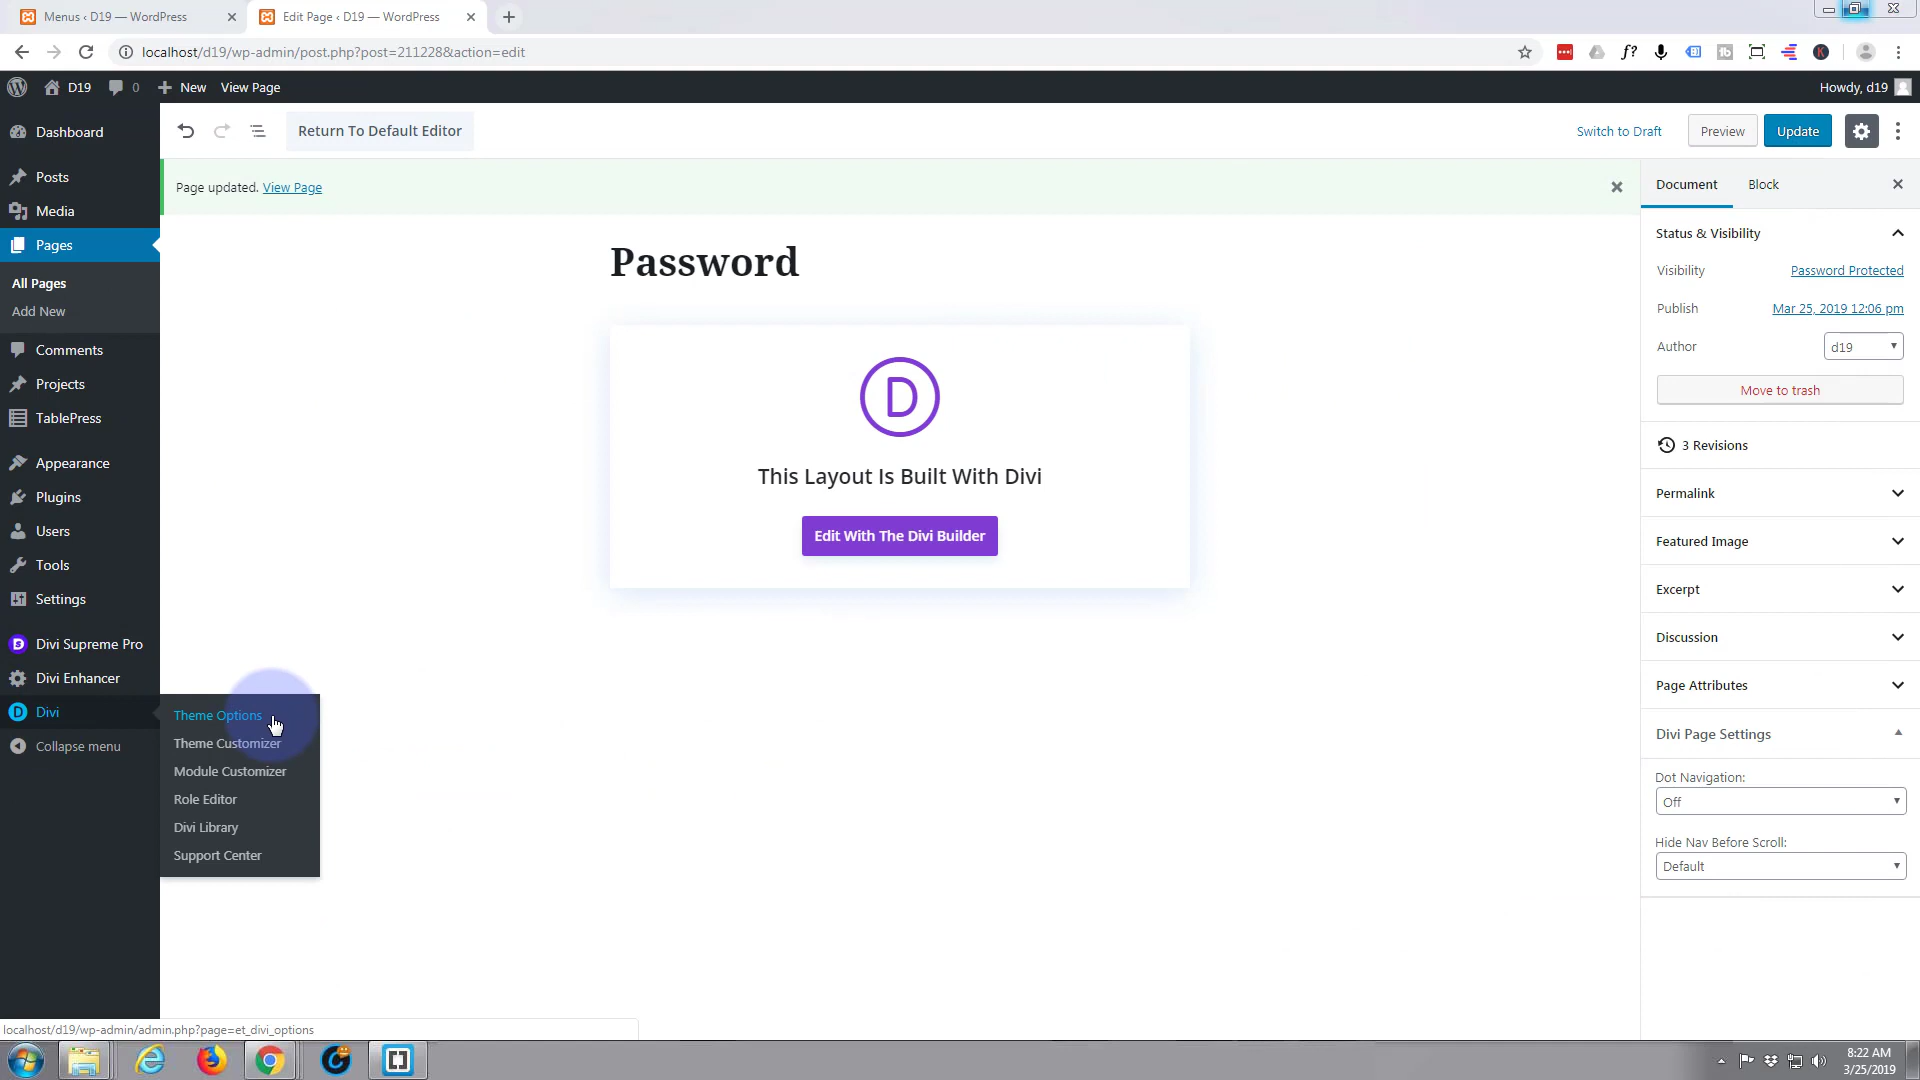 Menus ‹ D19 — WordPress
Edit Page ‹ D19 — WordPress
localhost/d19/wp-admin/post.php?post=211228&action=edit
D19
0
New
View Page
Howdy, d19
Dashboard
Posts
Media
Pages
All Pages
Add New
Comments
Projects
TablePress
Appearance
Plugins
Users
Tools
Settings
Divi Supreme Pro
Divi Enhancer
Divi
Collapse menu
Theme Options
Theme Customizer
Module Customizer
Role Editor
Divi Library
Support Center
Return To Default Editor
Switch to Draft
Preview
Update
Page updated. View Page
Password
D
This Layout Is Built With Divi
Edit With The Divi Builder
Document
Block
Status & Visibility
Visibility
Password Protected
Publish
Mar 25, 2019 12:06 pm
Author
d19
Move to trash
3 Revisions
Permalink
Featured Image
Excerpt
Discussion
Page Attributes
Divi Page Settings
Dot Navigation:
Off
Hide Nav Before Scroll:
Default
localhost/d19/wp-admin/admin.php?page=et_divi_options
8:22 AM
3/25/2019